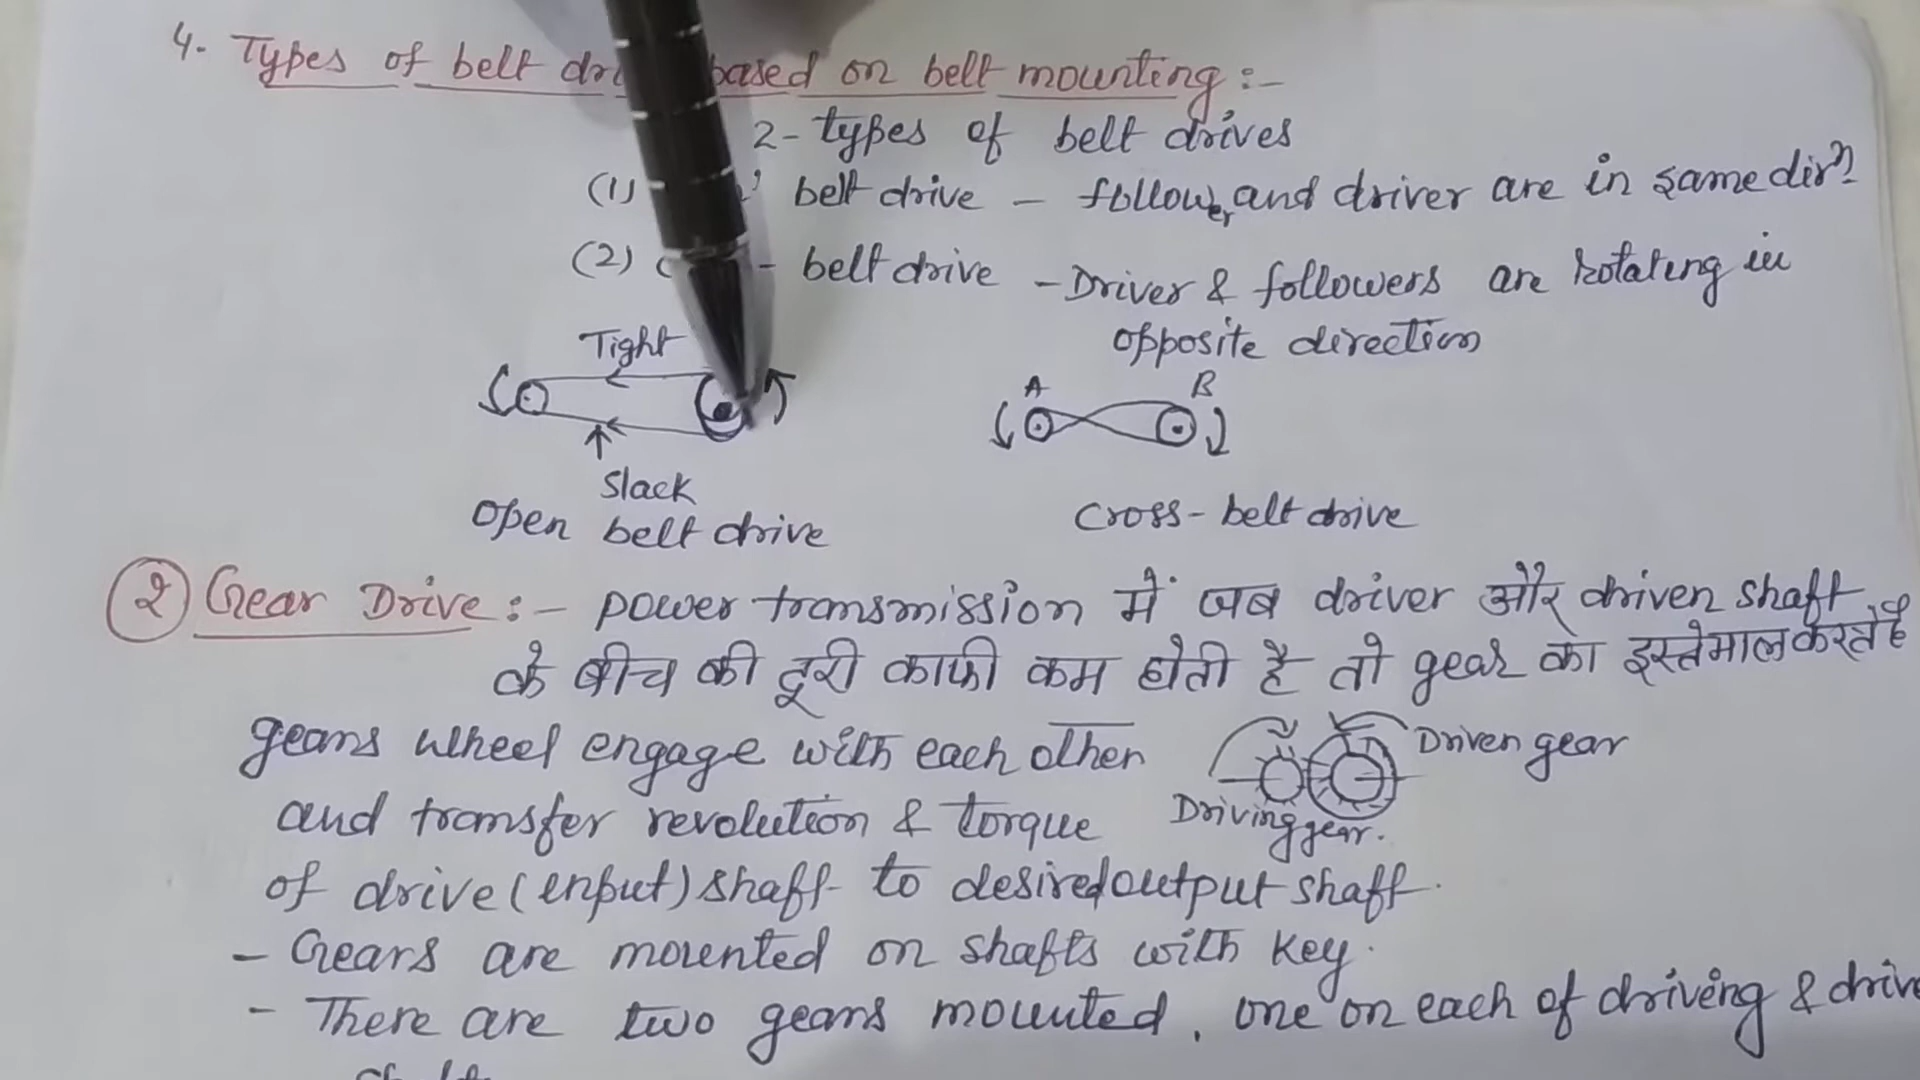 4. Types of belt based on belt mounting :-
2- types of belt drives
(1) belt drive - follower and driver are in same dirn
(2) - belt drive - Driver & followers are rotating in
opposite direction
Tight
A B
Slack
Open belt drive
Cross-belt drive
2 Gear Drive :- power transmission में जब driver और driven shaft
के बीच की दूरी काफी कम होती है तो gear का इस्तेमाल करते है
gears wheel engage with each other
Driven gear
and transfer revolution & torque
Driving gear.
of drive (input) shaft to desired output shaft.
- Gears are mounted on shafts with key.
- There are two gears mounted, one on each of driving &